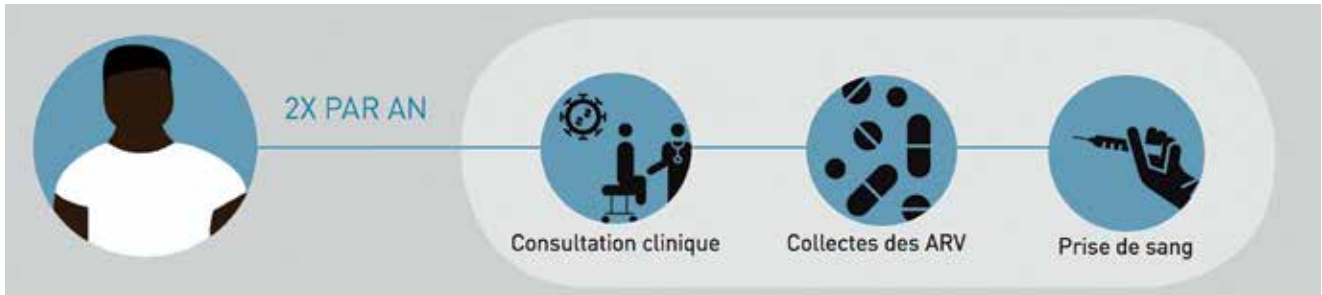 2X PAR AN
Consultation clinique
Collectes des ARV
Prise de sang